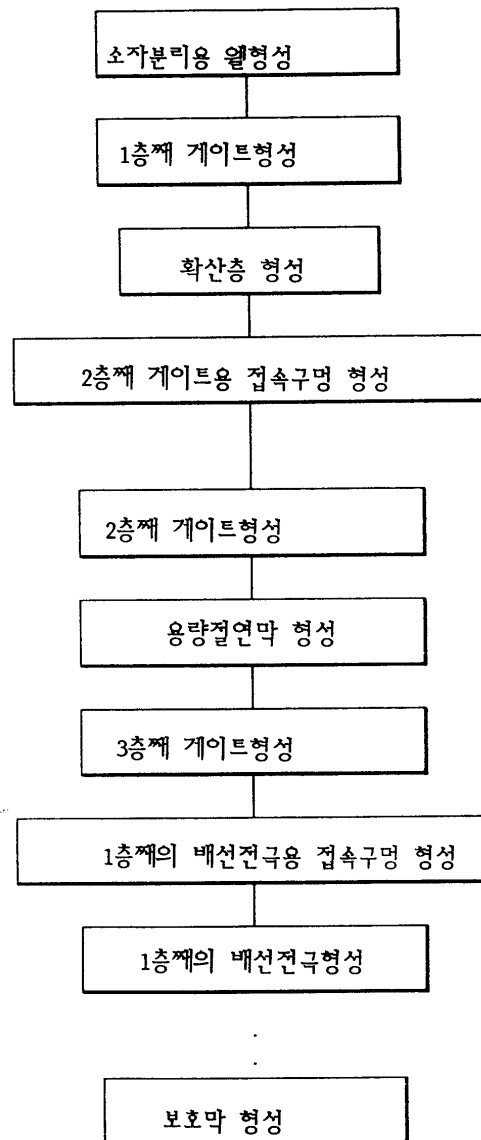 소자분리용 웰형성
1층째 게이트형성
확산층 형성
2층째 게이트용 접속구멍 형성
2층째 게이트형성
용량절연막 형성
3층째 게이트형성
1층째의 배선전극용 접속구멍 형성
1층째의 배선전극형성
보호막 형성